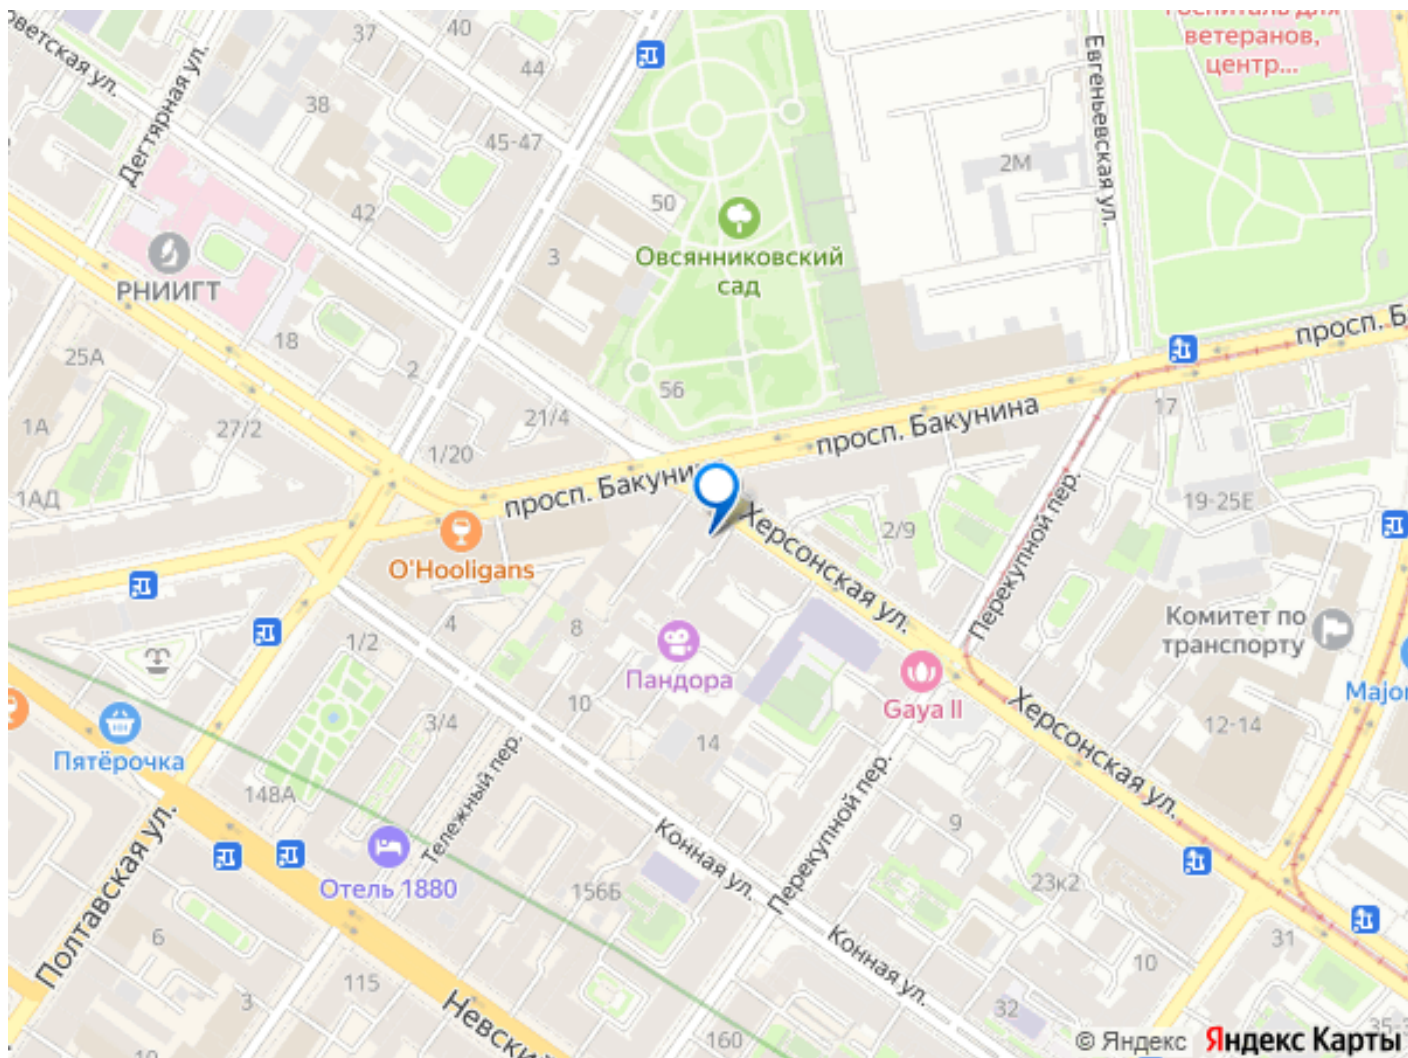 40
37
Госпиталь для
ветеранов,
центр...
44
38
45-47
Дегтярная ул.
Евгеньевская ул.
2М
50
42
3
Овсянниковский
сад
РНИИГТ
18
25А
2
56
просп. Б
17
21/4
27/2
1А
1/20
просп. Бакунина
1АД
19-25Е
Херсонская ул.
2/9
Перекупной пер.
O'Hooligans
Комитет по
транспорту
4
8
1/2
Пандора
Gaya II
Major
10
3/4
14
12-14
Херсонская ул.
Пятёрочка
148А
Тележный пер.
Полтавская ул.
Отель 1880
156Б
Конная ул.
Перекупной пер.
9
23к2
6
115
3
Невский
Конная ул.
10
31
32
160
© Яндекс Яндекс Карты